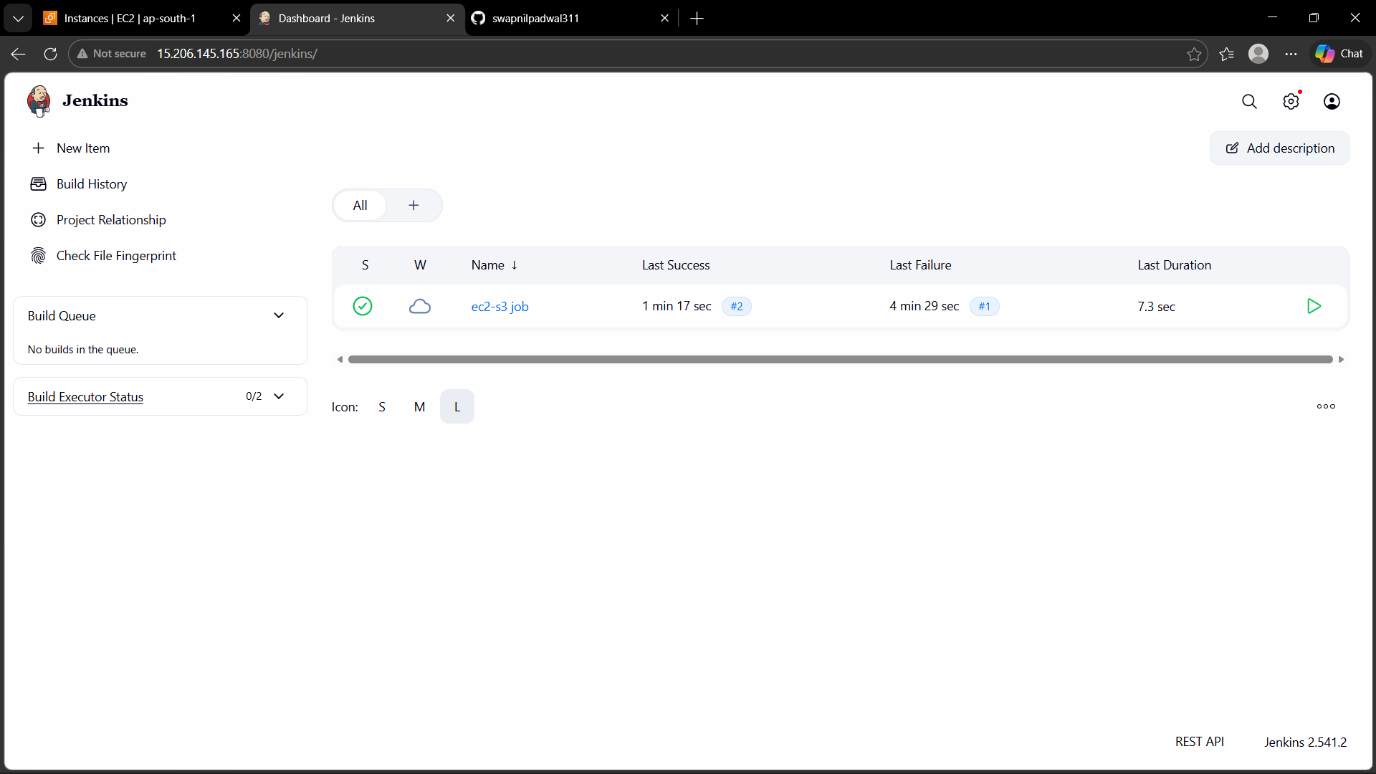 Instances | EC2 | ap-south-1
Dashboard - Jenkins
swapnilpadwal311
Not secure
15.206.145.165:8080/jenkins/
Chat
Jenkins
New Item
Add description
Build History
All
Project Relationship
Check File Fingerprint
S W Name ↓ Last Success Last Failure Last Duration
ec2-s3 job 1 min 17 sec #2 4 min 29 sec #1 7.3 sec
Build Queue
No builds in the queue.
Build Executor Status 0/2
Icon: S M L
REST API Jenkins 2.541.2